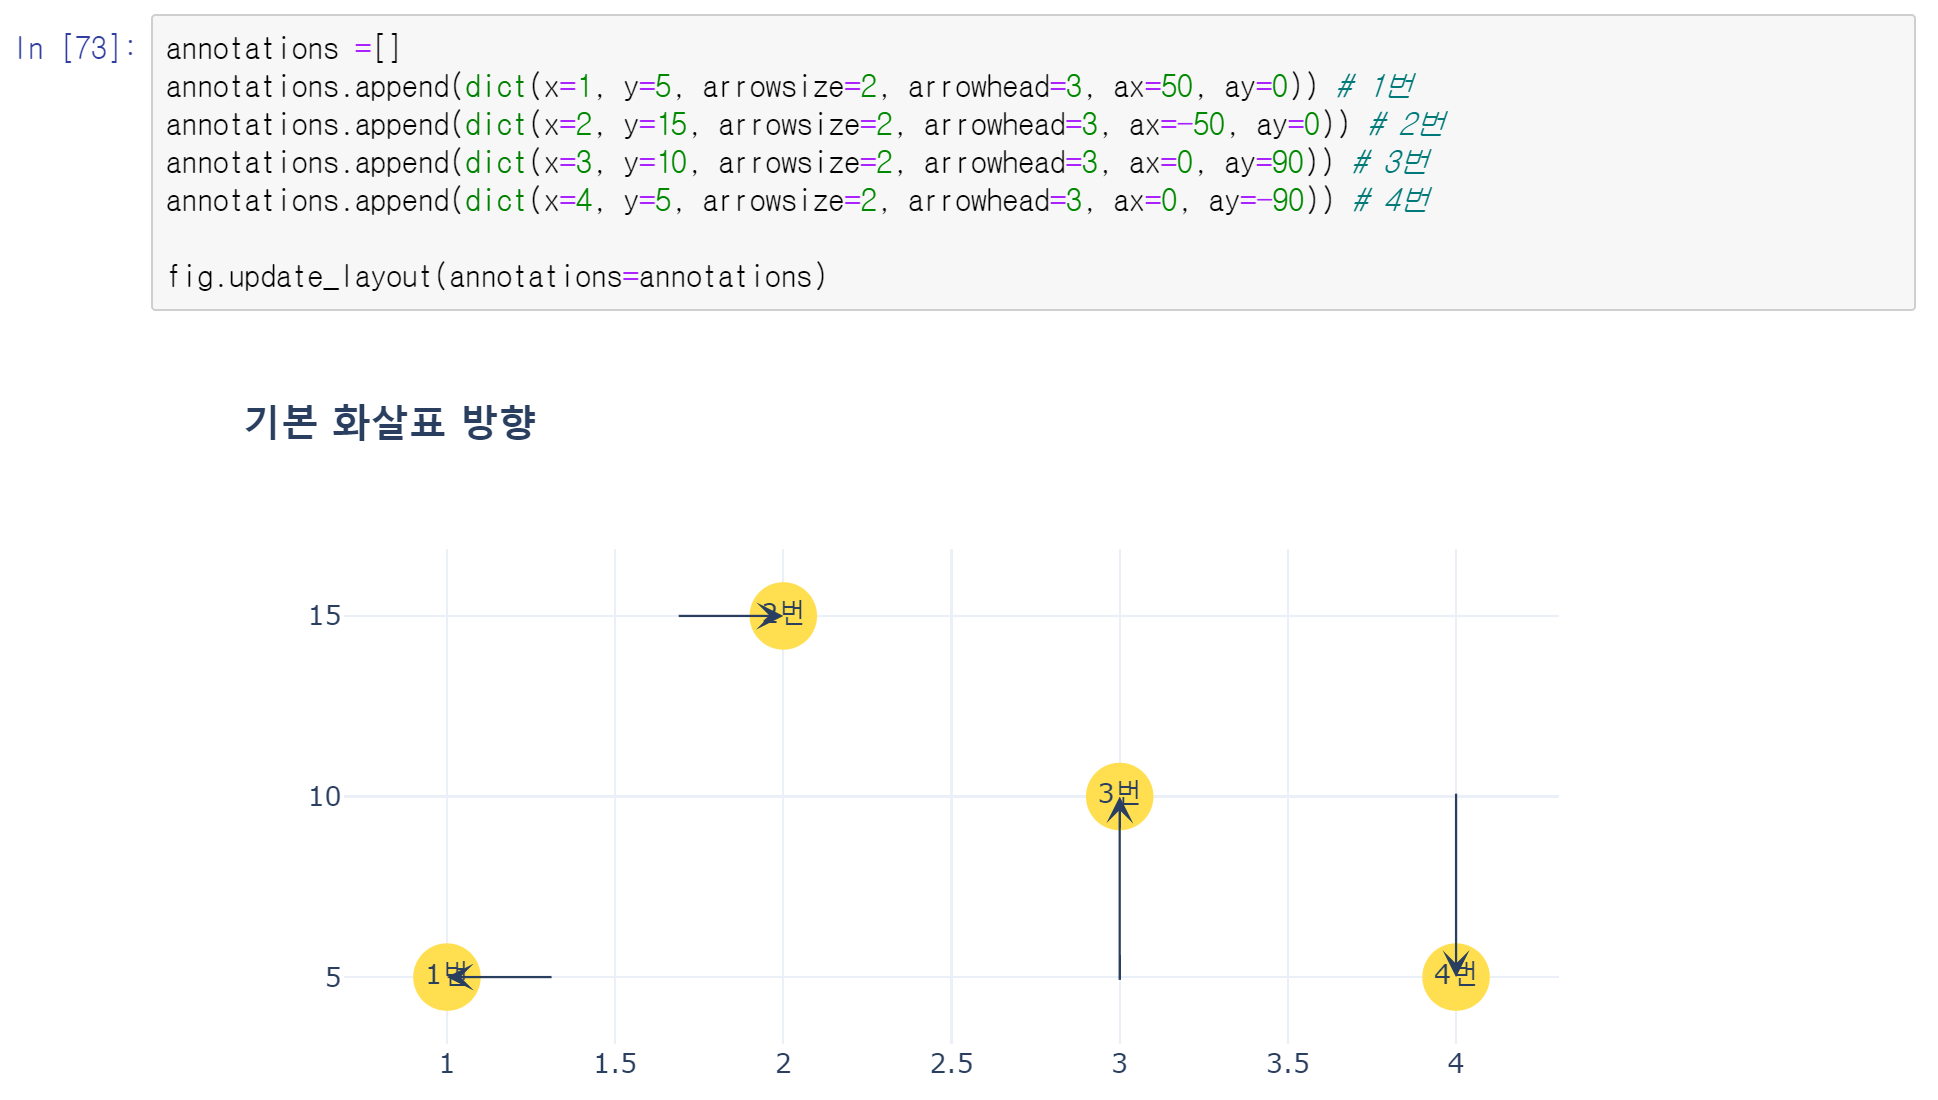 In [73]:
annotations =[]
annotations.append(dict(x=1, y=5, arrowsize=2, arrowhead=3, ax=50, ay=0)) # 1번
annotations.append(dict(x=2, y=15, arrowsize=2, arrowhead=3, ax=-50, ay=0)) # 2번
annotations.append(dict(x=3, y=10, arrowsize=2, arrowhead=3, ax=0, ay=90)) # 3번
annotations.append(dict(x=4, y=5, arrowsize=2, arrowhead=3, ax=0, ay=-90)) # 4번
fig.update_layout(annotations=annotations)
기본 화살표 방향
15
2번
10
3번
5
1번
4번
1 1.5 2 2.5 3 3.5 4